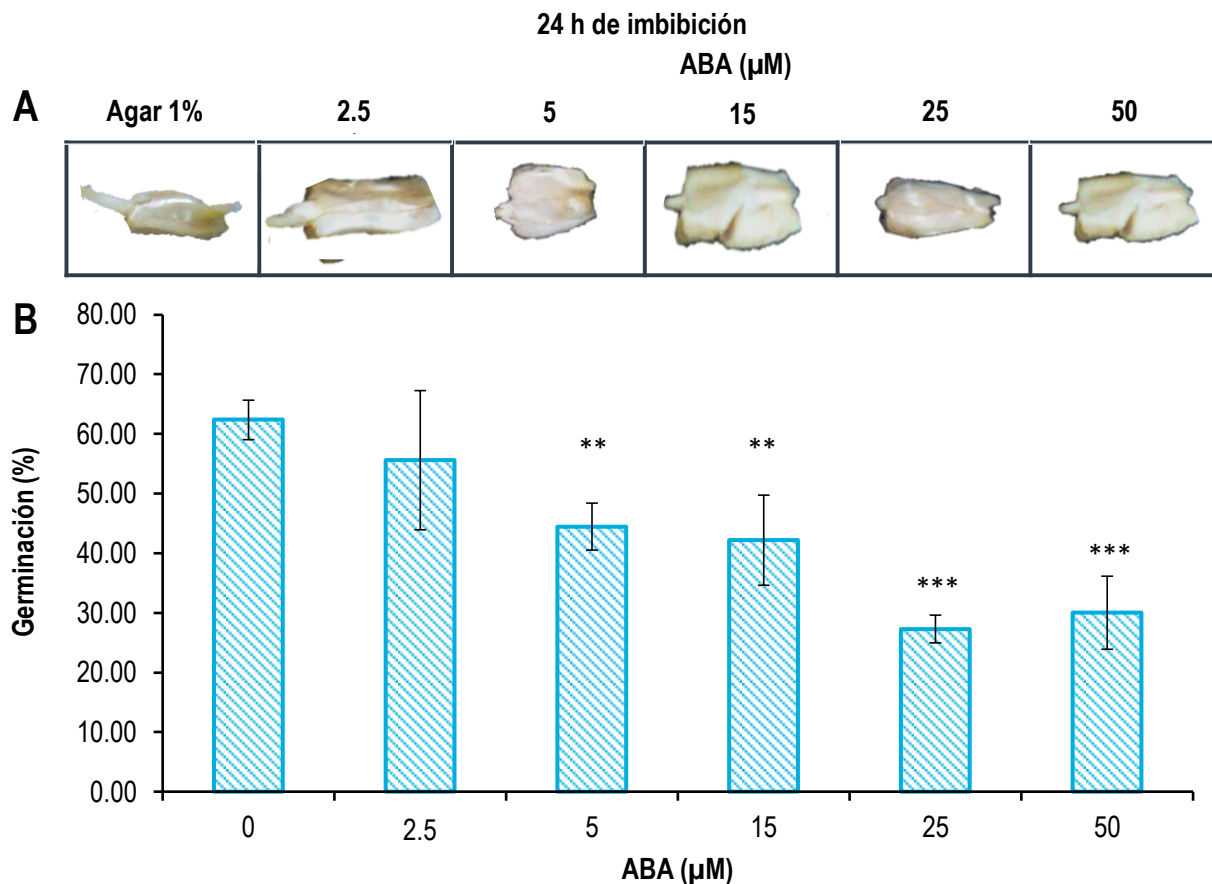 24 h de imbibición
ABA (µM)
A
Agar 1% 2.5 5 15 25 50
B
80.00
70.00
60.00
50.00
40.00
30.00
20.00
10.00
0.00
Germinación (%)
** ** *** ***
0 2.5 5 15 25 50
ABA (µM)